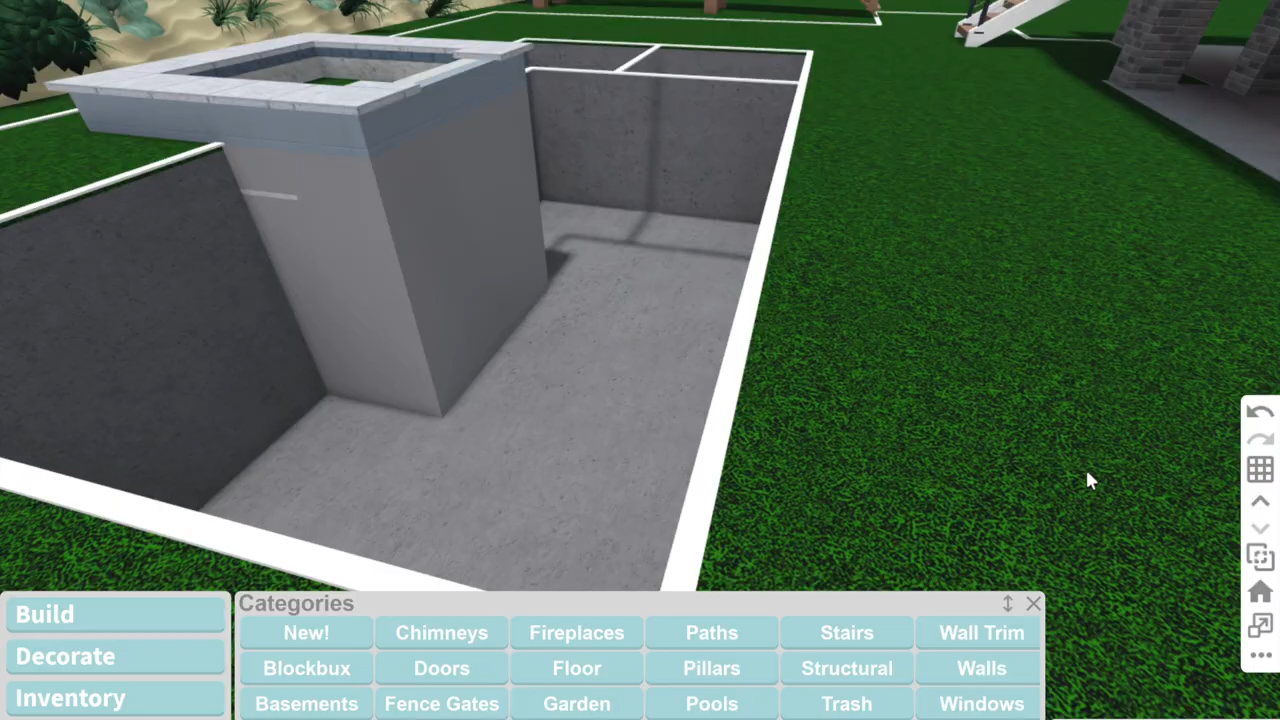 Build
Decorate
Inventory
Categories
New! Chimneys Fireplaces Paths Stairs Wall Trim
Blockbux Doors Floor Pillars Structural Walls
Basements Fence Gates Garden Pools Trash Windows